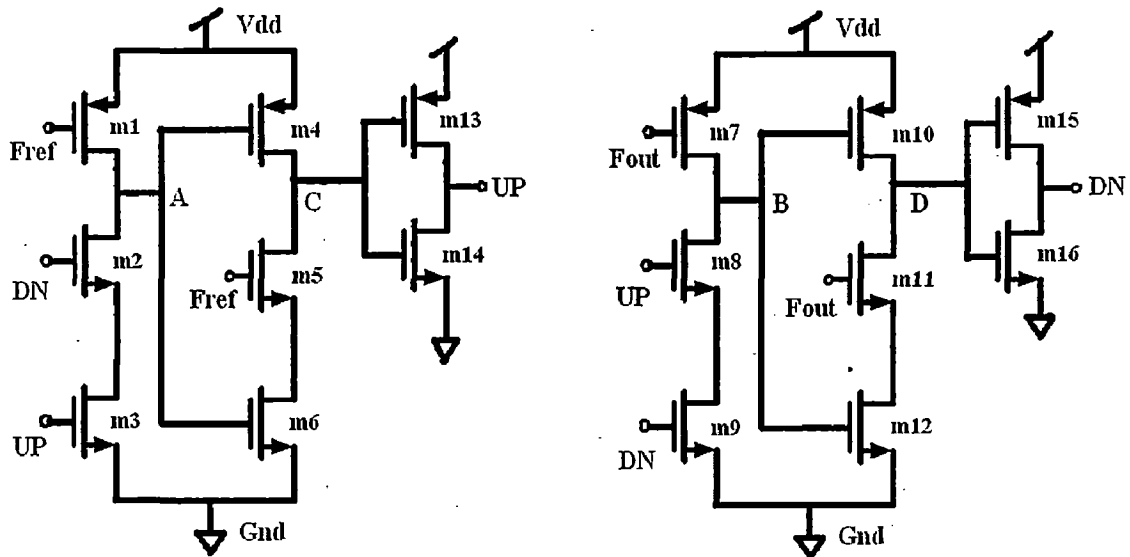 Vdd
m1
Fref
m4
m13
UP
A
C
m2
DN
m5
Fref
m14
m3
UP
m6
Gnd
Vdd
m7
Fout
m10
m15
DN
B
D
m8
UP
m11
Fout
m16
m9
DN
m12
Gnd